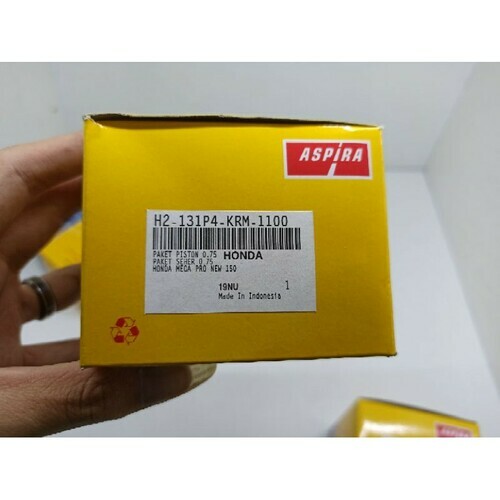 ASPIRA
H2-131P4-KRM-1100
PAKET PISTON 0.75 HONDA
PAKET SEHER 0.75
HONDA MEGA PRO NEW 150
19NU 1
Made In Indonesia
ASPIRA